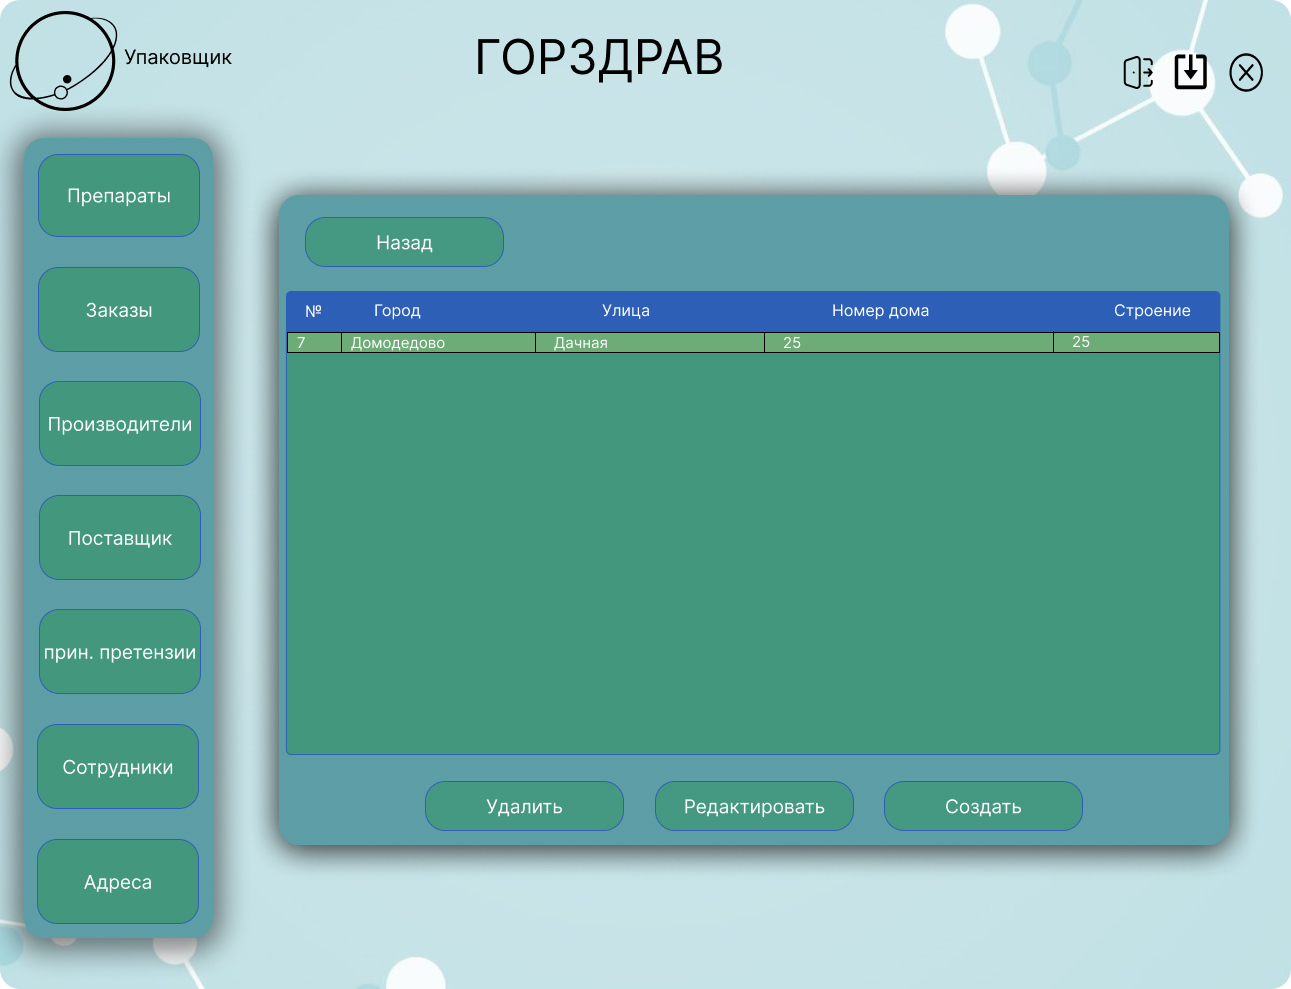 Упаковщик
ГОРЗДРАВ
Препараты
Заказы
Производители
Поставщик
прин. претензии
Сотрудники
Адреса
Назад
№ Город Улица Номер дома Строение
7 Домодедово Дачная 25 25
Удалить Редактировать Создать